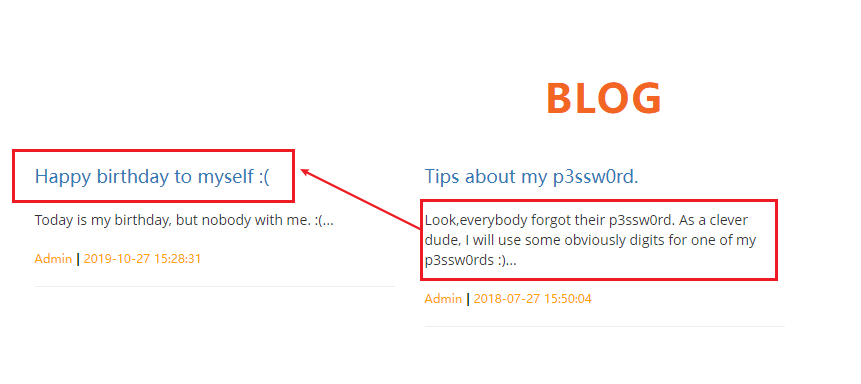 BLOG
Happy birthday to myself :(
Today is my birthday, but nobody with me. :(...
Admin | 2019-10-27 15:28:31
Tips about my p3ssw0rd.
Look,everybody forgot their p3ssw0rd. As a clever
dude, I will use some obviously digits for one of my
p3ssw0rds :)...
Admin | 2018-07-27 15:50:04